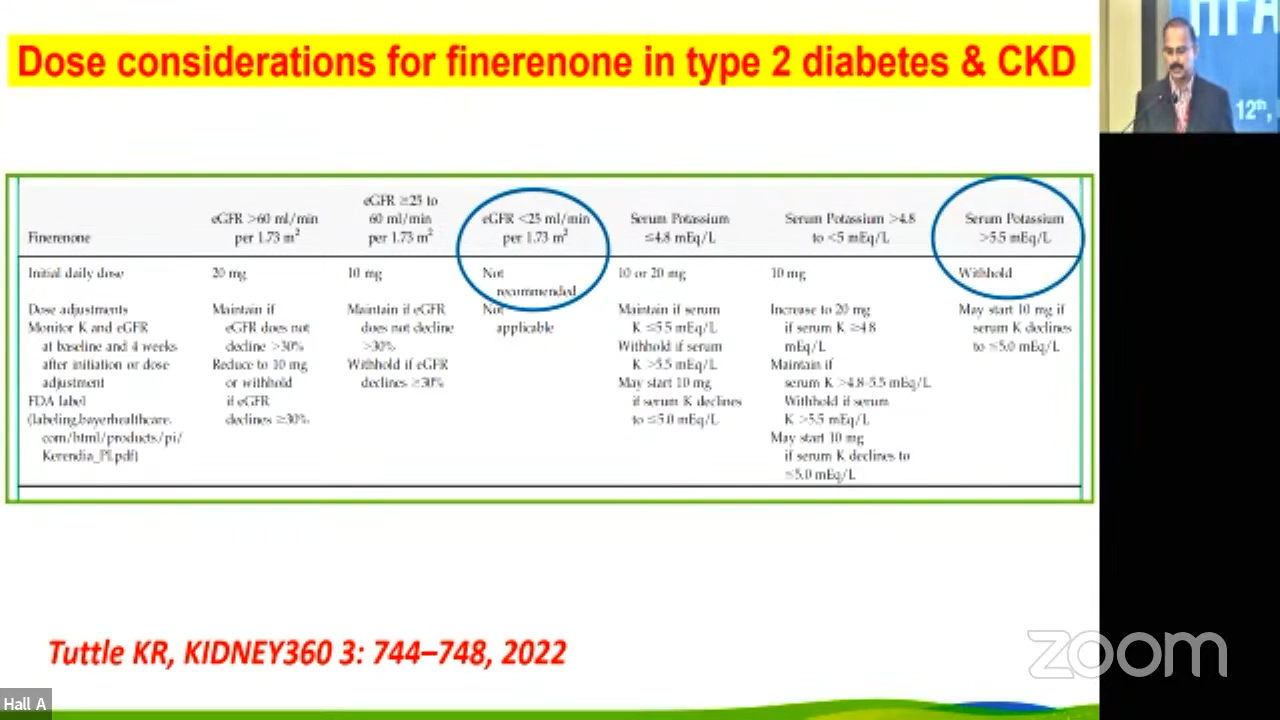 Dose considerations for finerenone in type 2 diabetes & CKD
HFA
12th,
Finerenone
eGFR >60 ml/min
per 1.73 m²
eGFR ≥25 to
60 ml/min
per 1.73 m²
eGFR <25 ml/min
per 1.73 m²
Serum Potassium
≤4.8 mEq/L
Serum Potassium >4.8
to <5 mEq/L
Serum Potassium
>5.5 mEq/L
Initial daily dose
20 mg
10 mg
Not
recommended
10 or 20 mg
10 mg
Withhold
Dose adjustments
Monitor K and eGFR
at baseline and 4 weeks
after initiation or dose
adjustment
FDA label
(labeling.bayerhealthcare.
com/html/products/pi/
Kerendia_PI.pdf)
Maintain if
eGFR does not
decline >30%
Reduce to 10 mg
or withhold
if eGFR
declines ≥30%
Maintain if eGFR
does not decline
>30%
Withhold if eGFR
declines ≥30%
Not
applicable
Maintain if serum
K ≤5.5 mEq/L
Withhold if serum
K >5.5 mEq/L
May start 10 mg
if serum K declines
to ≤5.0 mEq/L
Increase to 20 mg
if serum K ≥4.8
mEq/L
Maintain if
serum K >4.8-5.5 mEq/L
Withhold if serum
K >5.5 mEq/L
May start 10 mg
if serum K declines to
≤5.0 mEq/L
May start 10 mg if
serum K declines
to ≤5.0 mEq/L
Tuttle KR, KIDNEY360 3: 744–748, 2022
zoom
Hall A